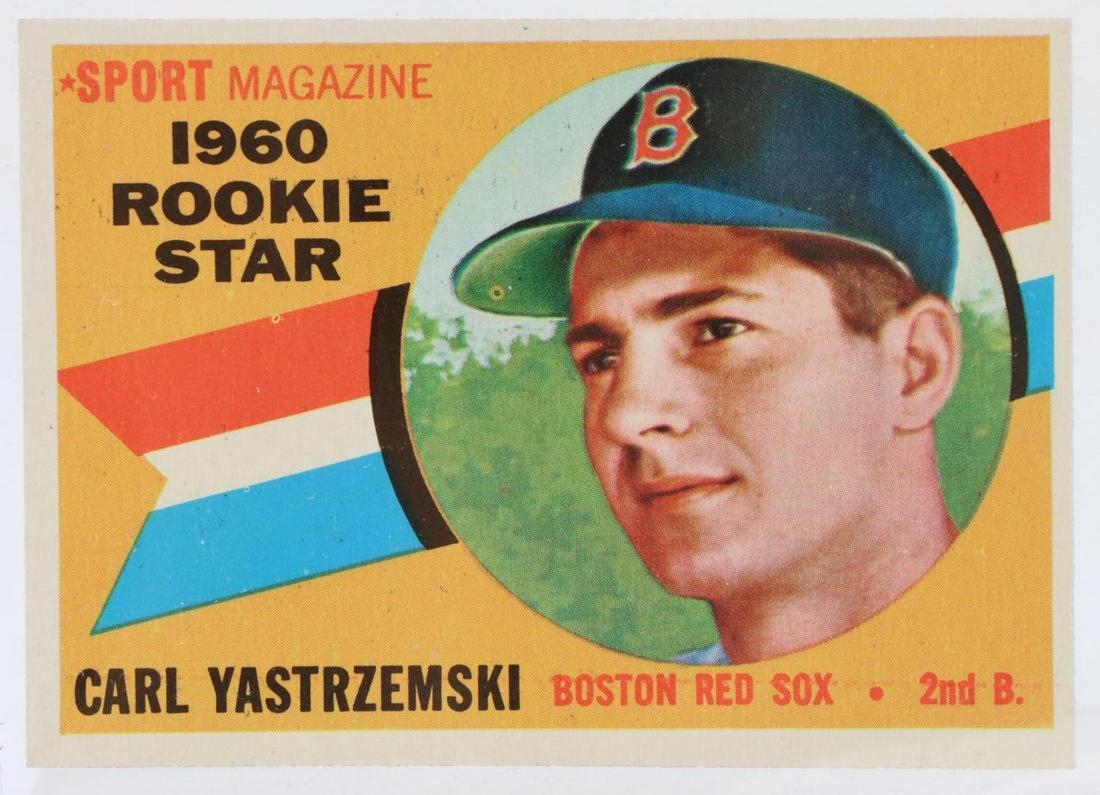 ★SPORT MAGAZINE
1960
ROOKIE
STAR
B
CARL YASTRZEMSKI BOSTON RED SOX • 2nd B.